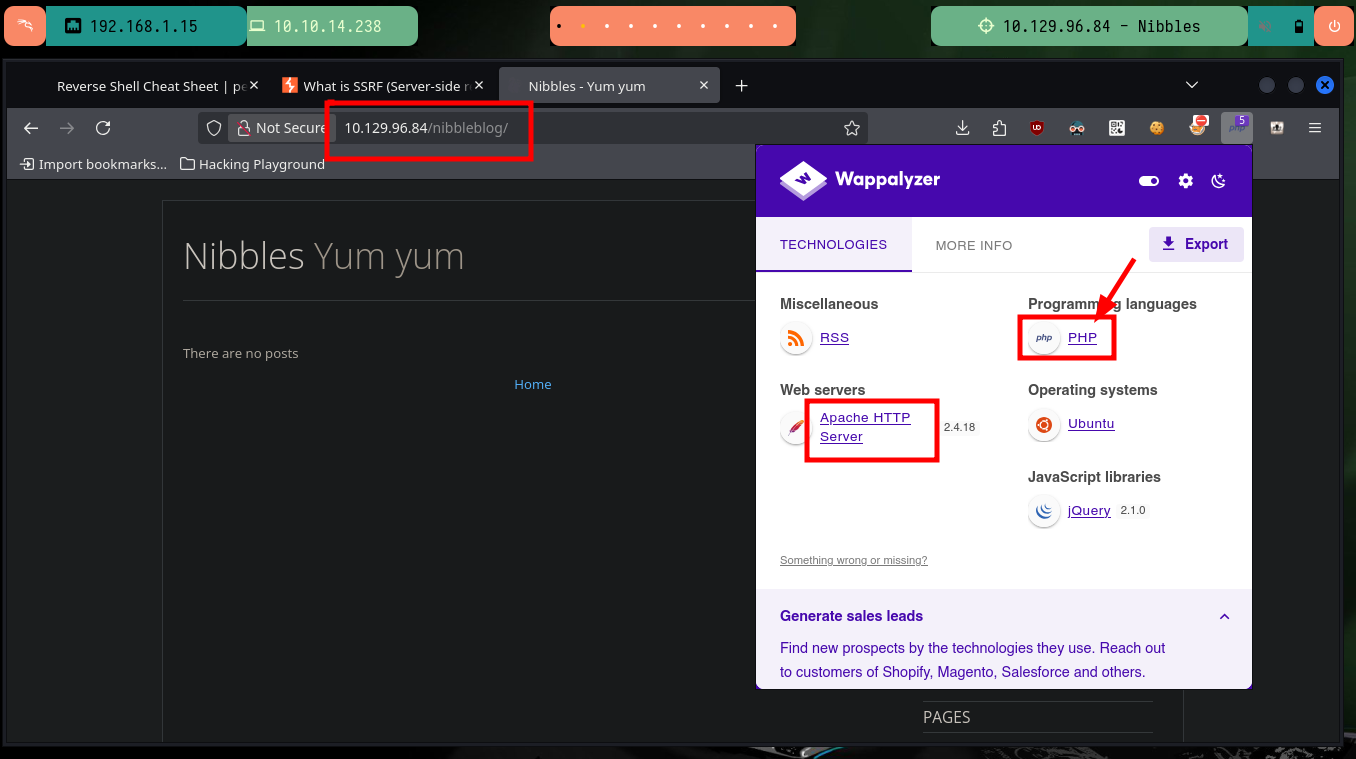 192.168.1.15
10.10.14.238
10.129.96.84 - Nibbles
Reverse Shell Cheat Sheet | pe
What is SSRF (Server-side r
Nibbles - Yum yum
Not Secure
10.129.96.84/nibbleblog/
5
Import bookmarks...
Hacking Playground
Nibbles Yum yum
There are no posts
Home
Wappalyzer
TECHNOLOGIES
MORE INFO
Export
Miscellaneous
RSS
Programming languages
php
PHP
Web servers
Apache HTTP
Server
2.4.18
Operating systems
Ubuntu
JavaScript libraries
jQuery 2.1.0
Something wrong or missing?
Generate sales leads
Find new prospects by the technologies they use. Reach out
to customers of Shopify, Magento, Salesforce and others.
PAGES